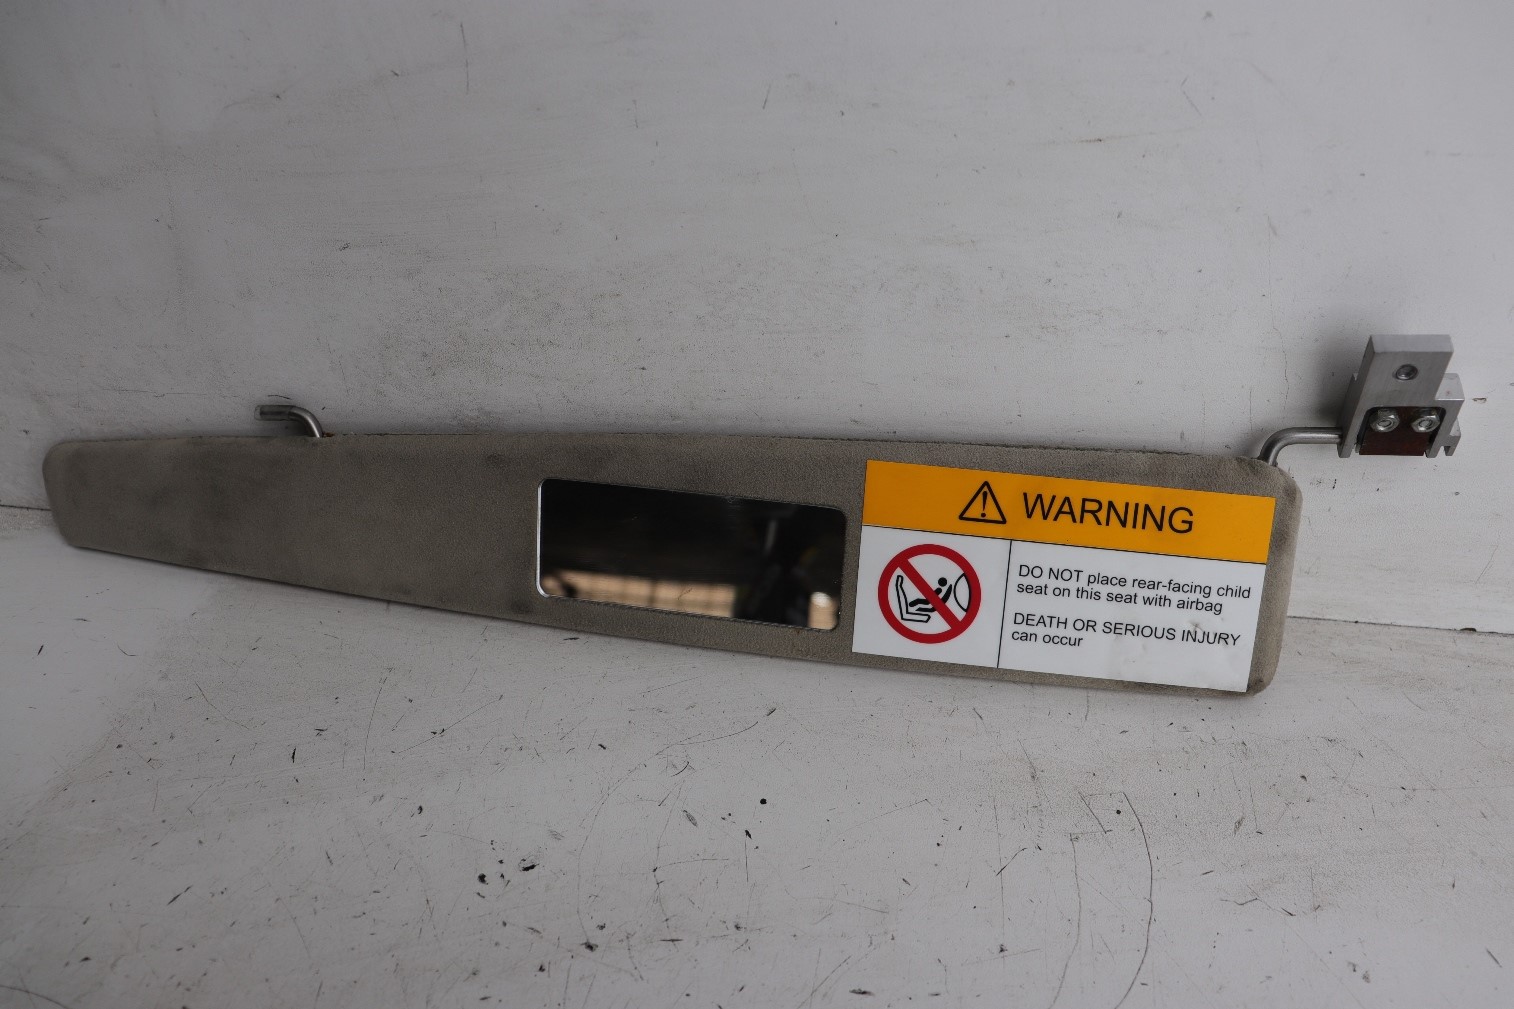 WARNING
DO NOT place rear-facing child
seat on this seat with airbag
DEATH OR SERIOUS INJURY
can occur